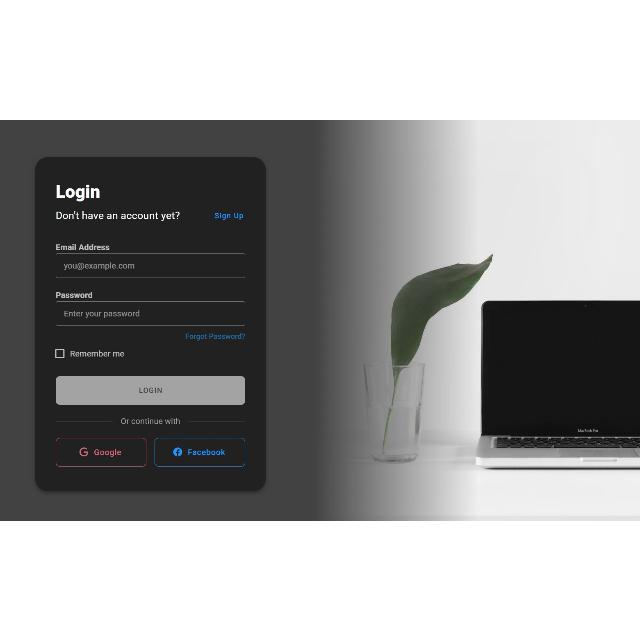 Login
Don't have an account yet? Sign Up
Email Address
you@example.com
Password
Enter your password
Forgot Password?
Remember me
LOGIN
Or continue with
Google Facebook
MacBook Pro